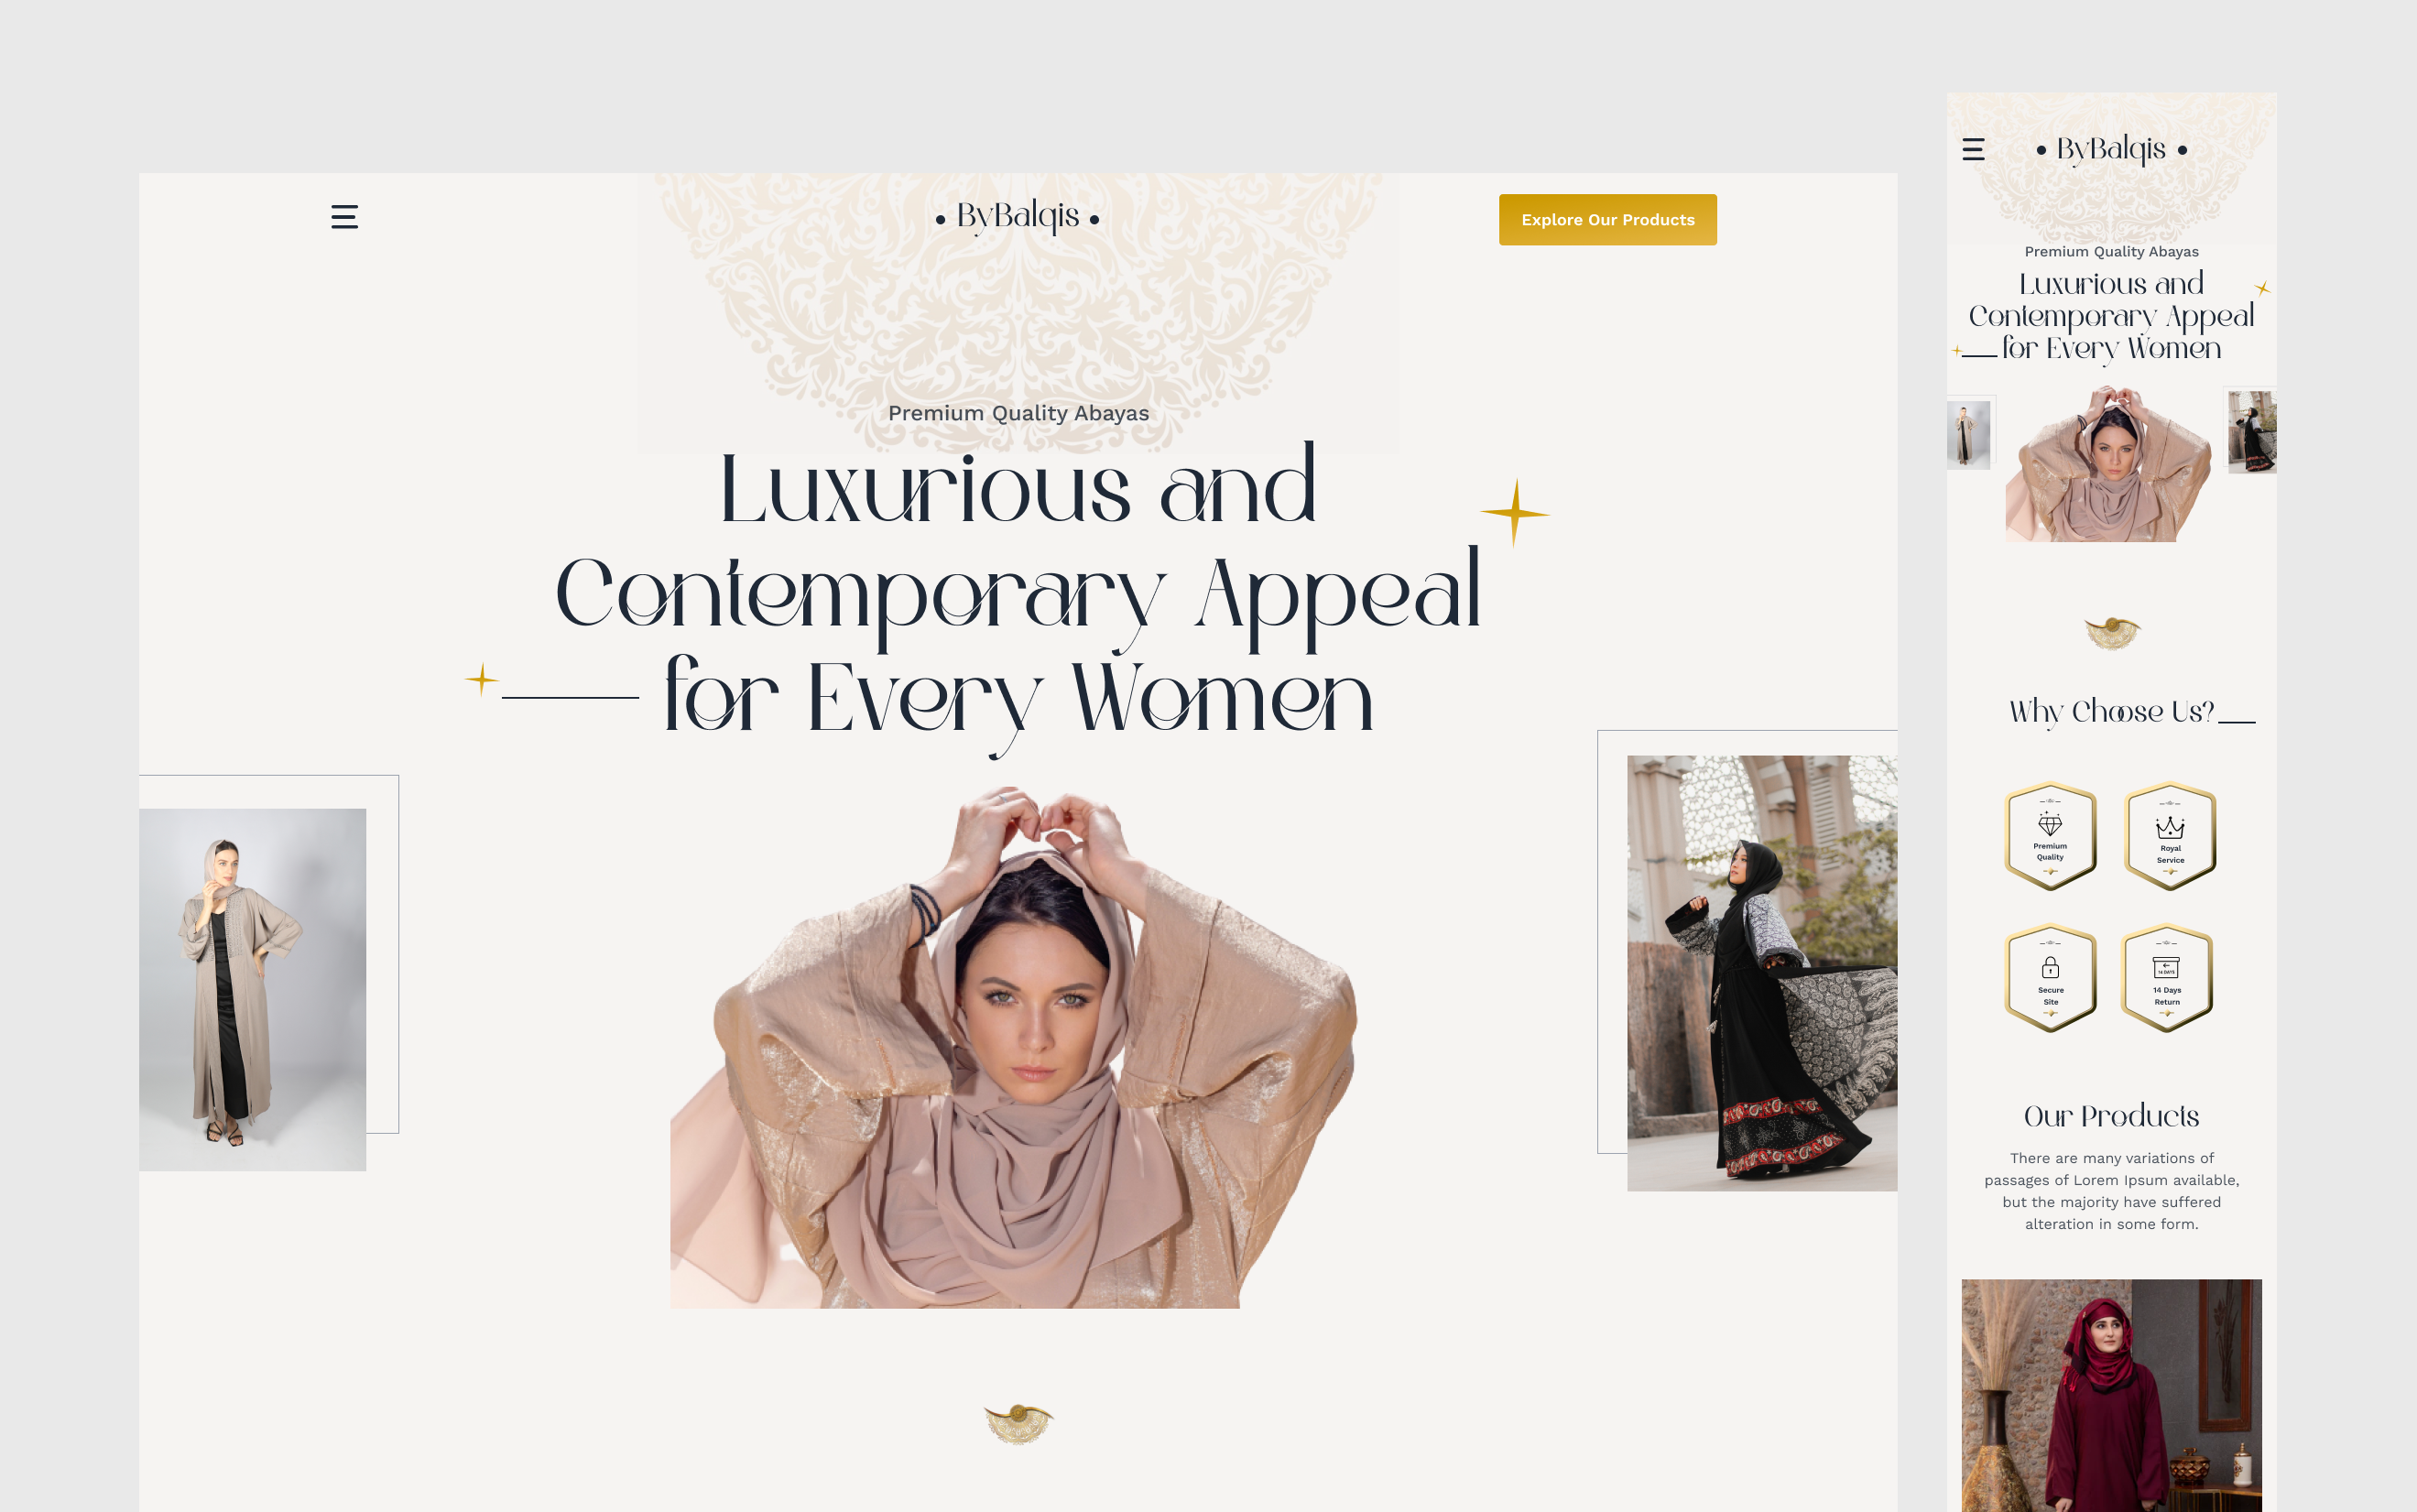 ByBalqis
Explore Our Products
Premium Quality Abayas
Luxurious and
Contemporary Appeal
for Every Women
ByBalqis
Premium Quality Abayas
Luxurious and
Contemporary Appeal
for Every Women
Why Choose Us?
Premium
Quality
Royal
Service
Secure
Site
14 DAYS
14 Days
Return
Our Products
There are many variations of
passages of Lorem Ipsum available,
but the majority have suffered
alteration in some form.